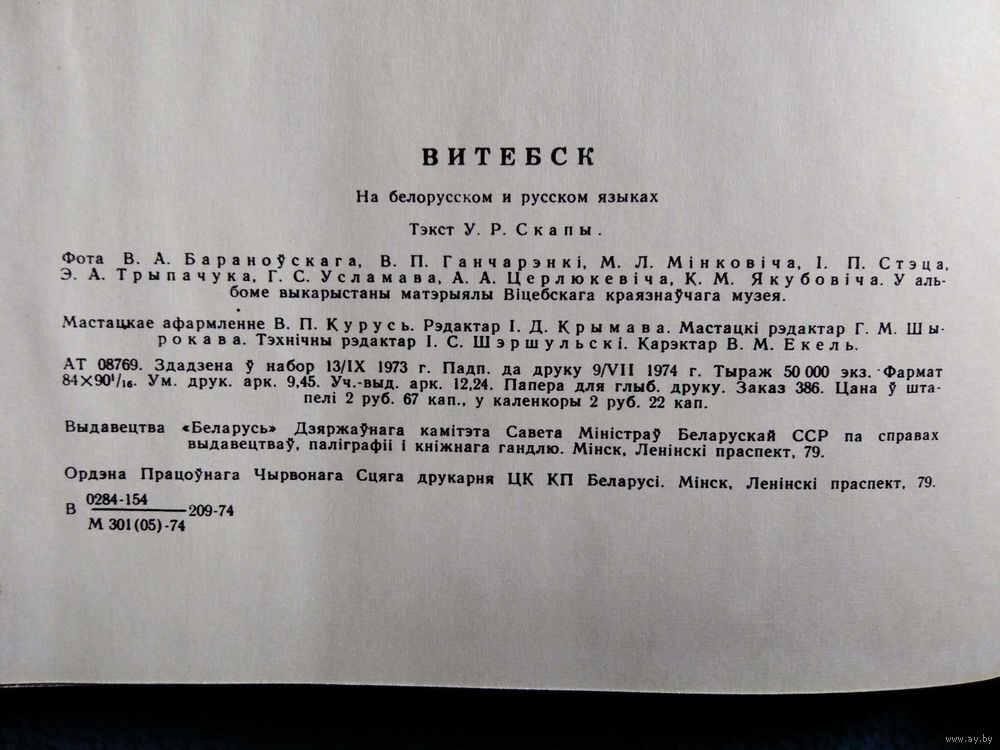 ВИТЕБСК
На белорусском и русском языках
Тэкст У. Р. Скапы.
Фота В. А. Бараноўскага, В. П. Ганчарэнкі, М. Л. Мінковіча, І. П. Стэца,
Э. А. Трыпачука, Г. С. Усламава, А. А. Церлюкевіча, К. М. Якубовіча. У аль-
боме выкарыстаны матэрыялы Віцебскага краязнаўчага музея.
Мастацкае афармленне В. П. Курусь. Рэдактар І. Д. Крымава. Мастацкі рэдактар Г. М. Шы-
рокава. Тэхнічны рэдактар І. С. Шэршульскі. Карэктар В. М. Екель.
АТ 08769. Здадзена ў набор 13/IX 1973 г. Падп. да друку 9/VII 1974 г. Тыраж 50 000 экз. Фармат
84×90¹/₁₆. Ум. друк. арк. 9,45. Уч.-выд. арк. 12,24. Папера для глыб. друку. Заказ 386. Цана ў шта-
пелі 2 руб. 67 кап., у каленкоры 2 руб. 22 кап.
Выдавецтва «Беларусь» Дзяржаўнага камітэта Савета Міністраў Беларускай ССР па справах
выдавецтваў, паліграфіі і кніжнага гандлю. Мінск, Ленінскі праспект, 79.
Ордэна Працоўнага Чырвонага Сцяга друкарня ЦК КП Беларусі. Мінск, Ленінскі праспект, 79.
0284-154
В 209-74
М 301(05)-74
www.ay.by